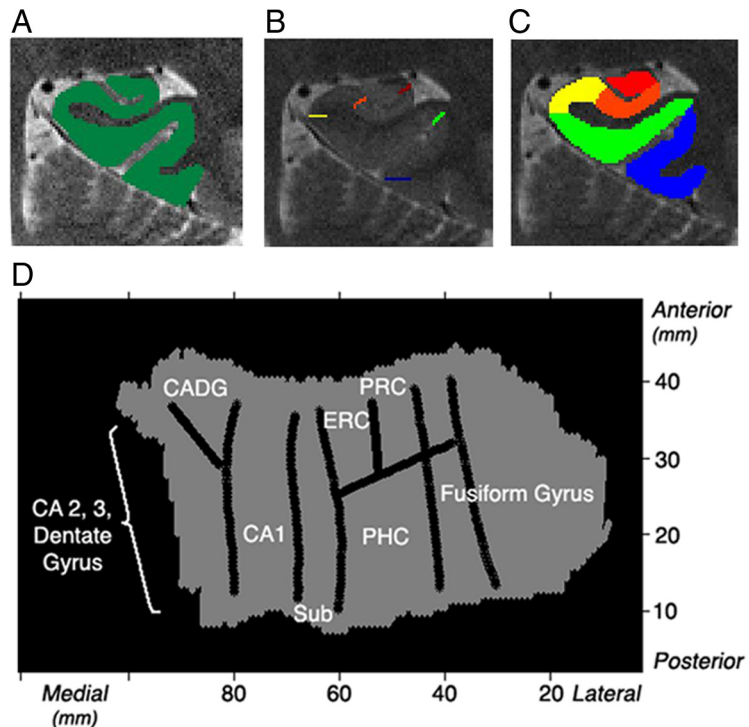 A
B
C
D
Anterior
(mm)
CADG
PRC
40
ERC
30
CA 2, 3,
Dentate
Gyrus
Fusiform Gyrus
CA1
PHC
20
Sub
10
Posterior
Medial
(mm)
80
60
40
20
Lateral